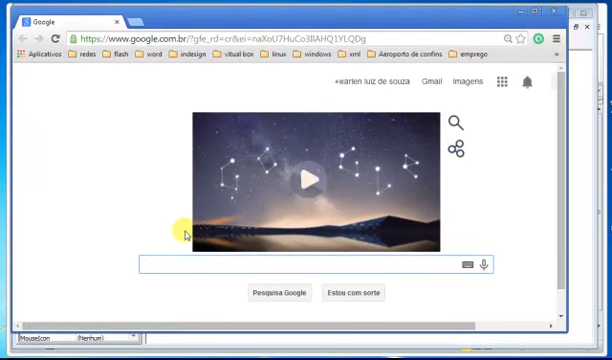 Google
https://www.google.com.br/?gfe_rd=cr&ei=naXoU7HuCo3llAHQ1YLQDg
Aplicativos redes flash word indesign vitual box linux windows xml Aeroporto de confins emprego
+warlen luiz de souza Gmail Imagens
Pesquisa Google Estou com sorte
MouseIcon (Nenhum)